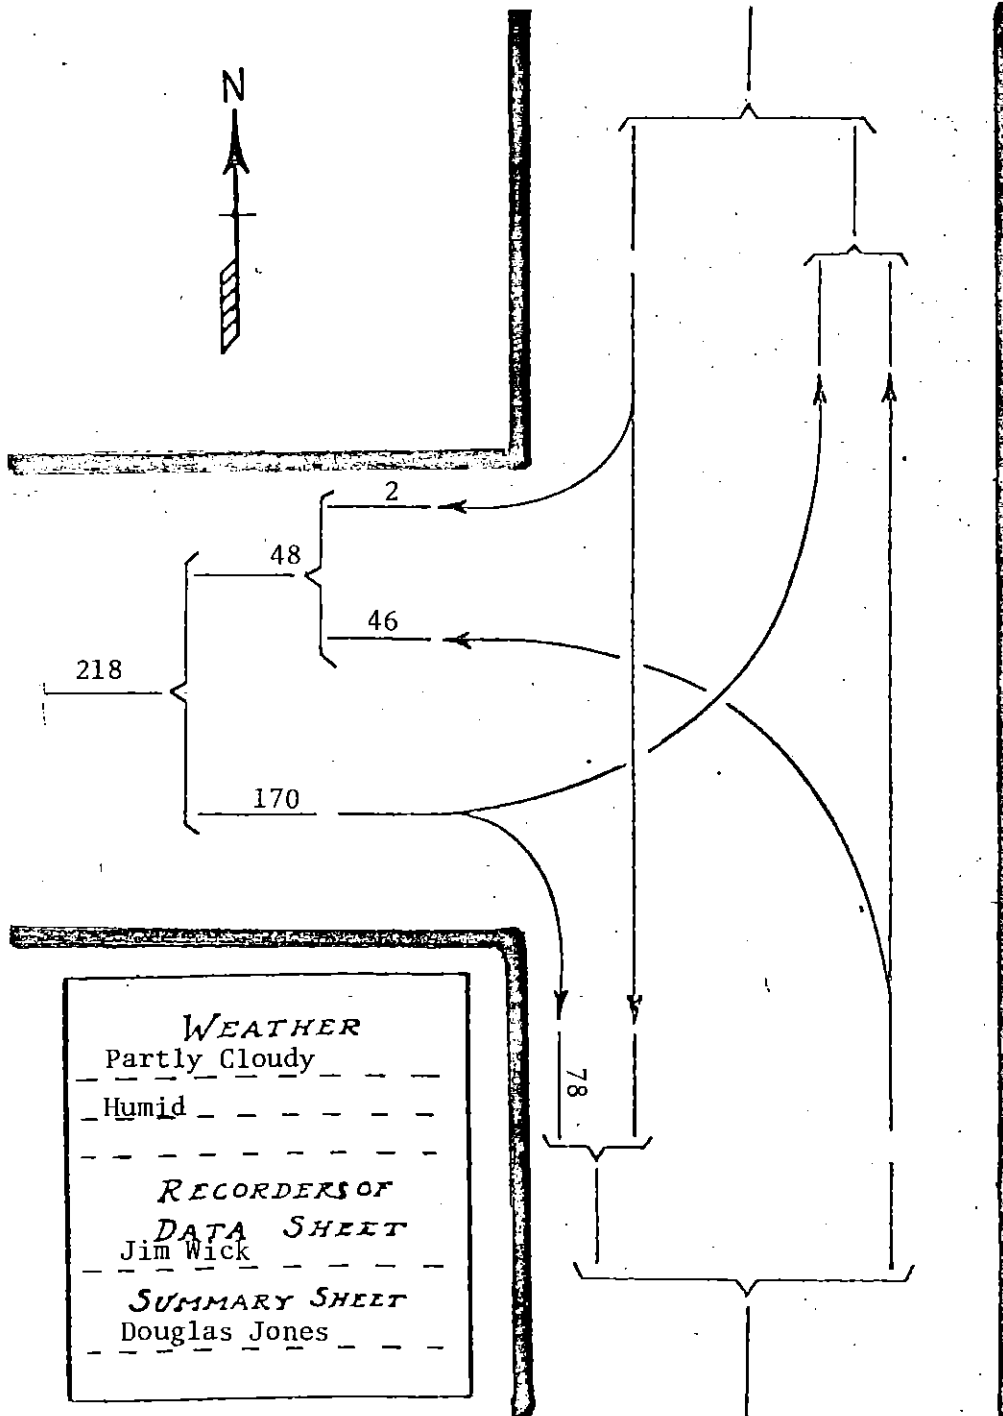 N
2
48
46
218
170
78
WEATHER
Partly Cloudy
Humid
RECORDERS OF
DATA SHEET
Jim Wick
SUMMARY SHEET
Douglas Jones